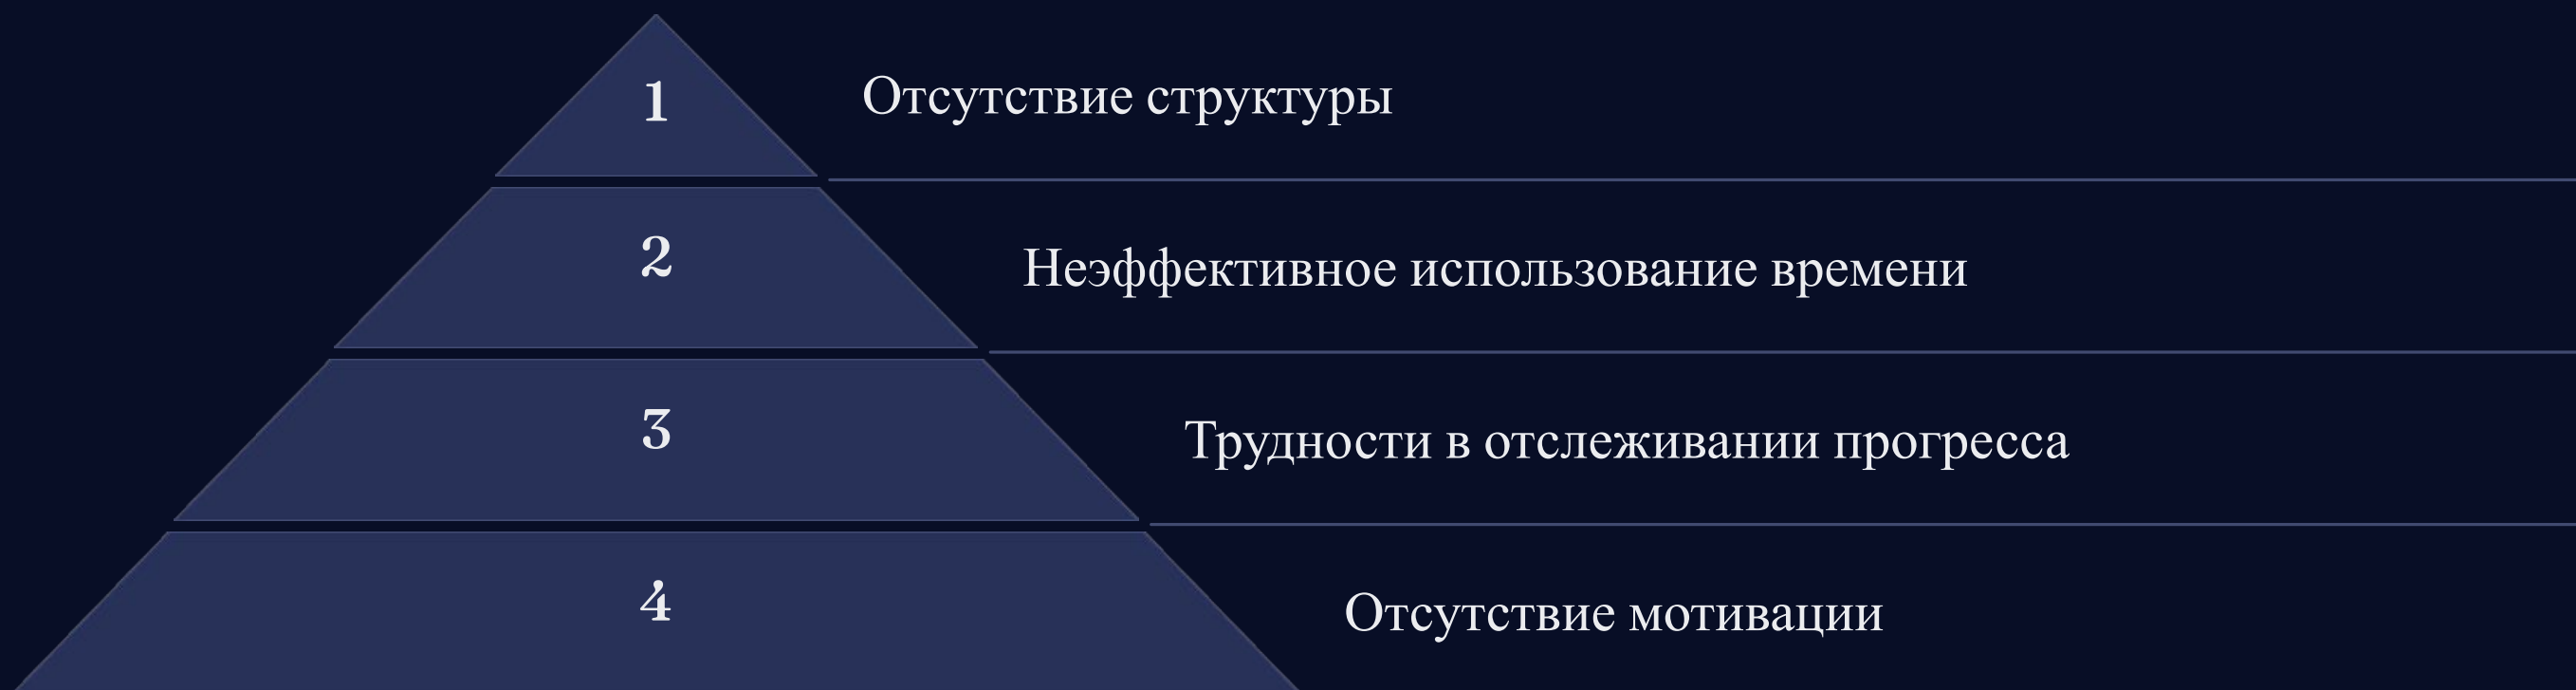 1
Отсутствие структуры
2
Неэффективное использование времени
3
Трудности в отслеживании прогресса
4
Отсутствие мотивации